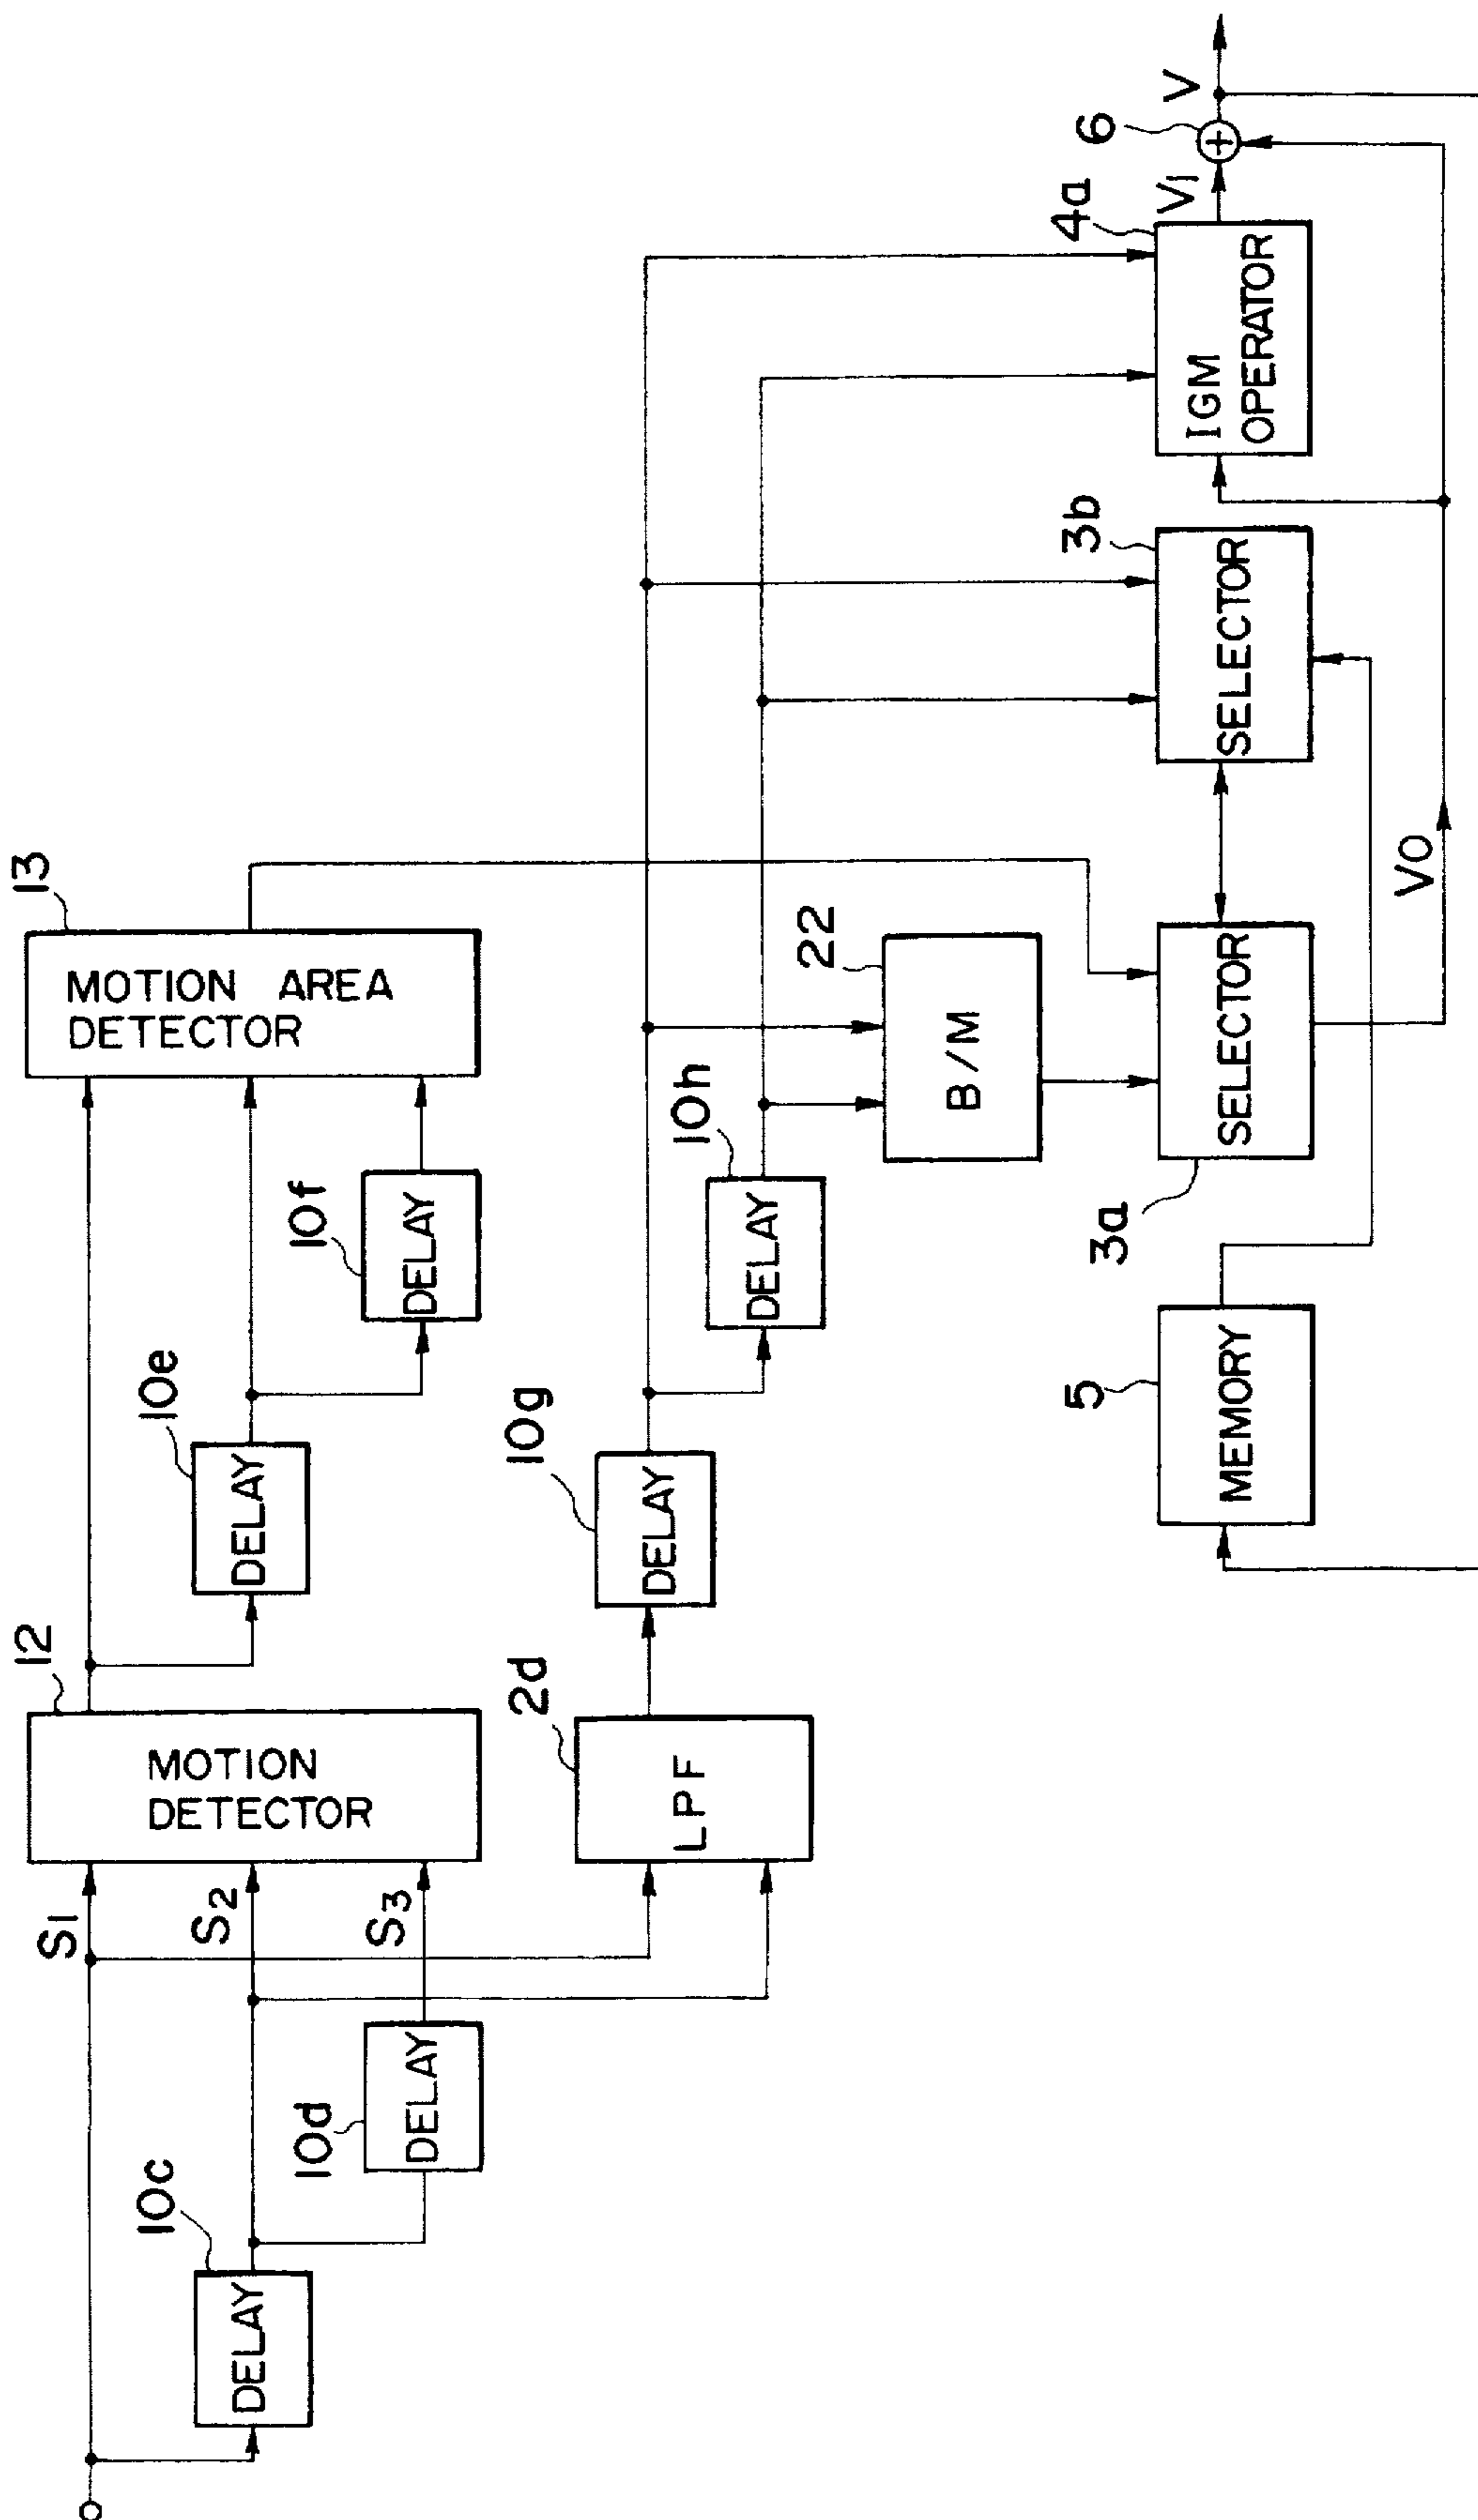 10c
DELAY
10d
DELAY
S1
S2
S3
12
MOTION
DETECTOR
2d
LPF
10e
DELAY
10f
DELAY
13
MOTION AREA
DETECTOR
10g
DELAY
10h
DELAY
22
B/M
5
MEMORY
3a
SELECTOR
3b
SELECTOR
V0
4a
IGM
OPERATOR
V1
6
+
V